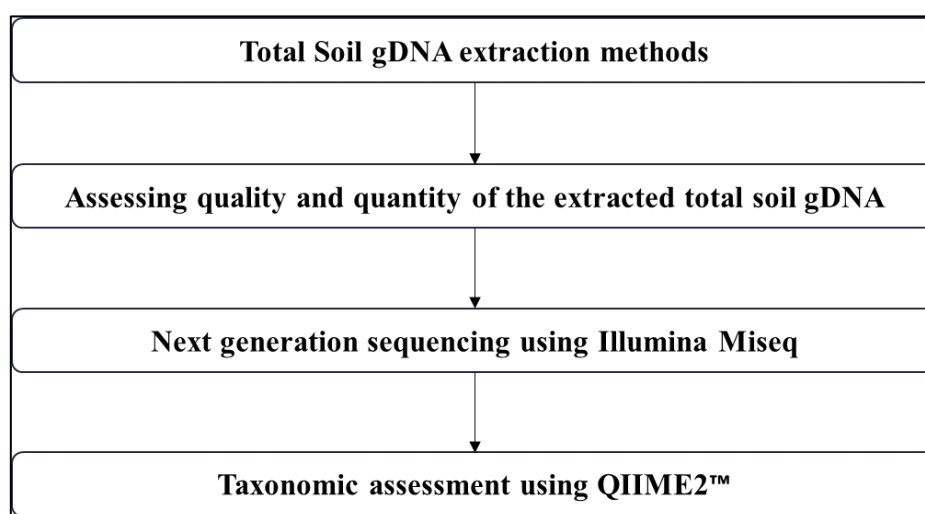 Total Soil gDNA extraction methods
Assessing quality and quantity of the extracted total soil gDNA
Next generation sequencing using Illumina Miseq
Taxonomic assessment using QIIME2™